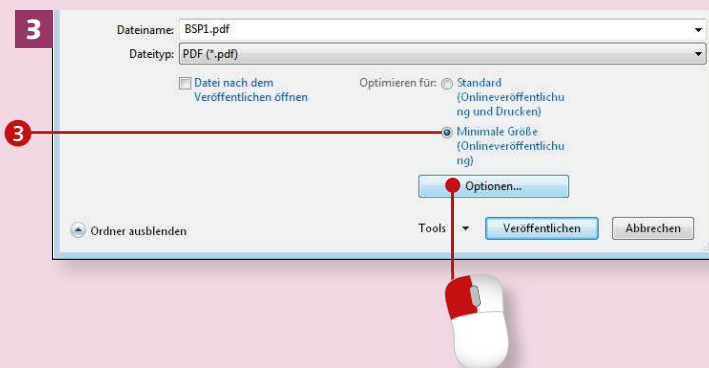 3
Dateiname: BSP1.pdf
Dateityp: PDF (*.pdf)
Datei nach dem
Veröffentlichen öffnen
Optimieren für: Standard
(Onlineveröffentlichu
ng und Drucken)
3
Minimale Größe
(Onlineveröffentlichu
ng)
Optionen...
Ordner ausblenden
Tools
Veröffentlichen
Abbrechen